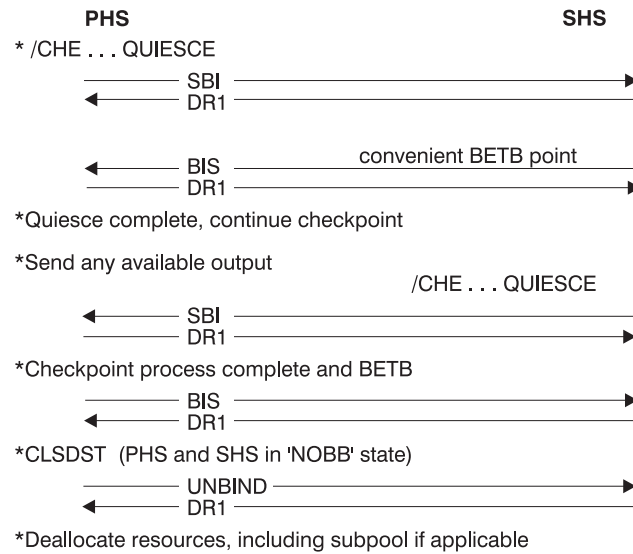 PHS SHS
* /CHE . . . QUIESCE
SBI
DR1
convenient BETB point
BIS
DR1
*Quiesce complete, continue checkpoint
*Send any available output
/CHE . . . QUIESCE
SBI
DR1
*Checkpoint process complete and BETB
BIS
DR1
*CLSDST (PHS and SHS in 'NOBB' state)
UNBIND
DR1
*Deallocate resources, including subpool if applicable